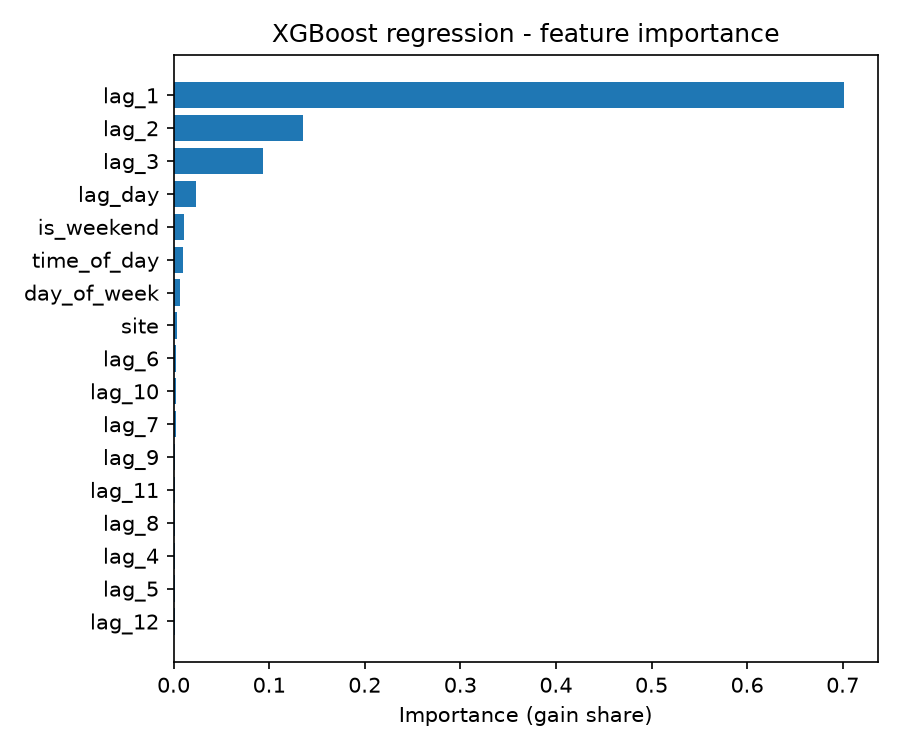 XGBoost regression - feature importance
lag_1
lag_2
lag_3
lag_day
is_weekend
time_of_day
day_of_week
site
lag_6
lag_10
lag_7
lag_9
lag_11
lag_8
lag_4
lag_5
lag_12
0.0 0.1 0.2 0.3 0.4 0.5 0.6 0.7
Importance (gain share)